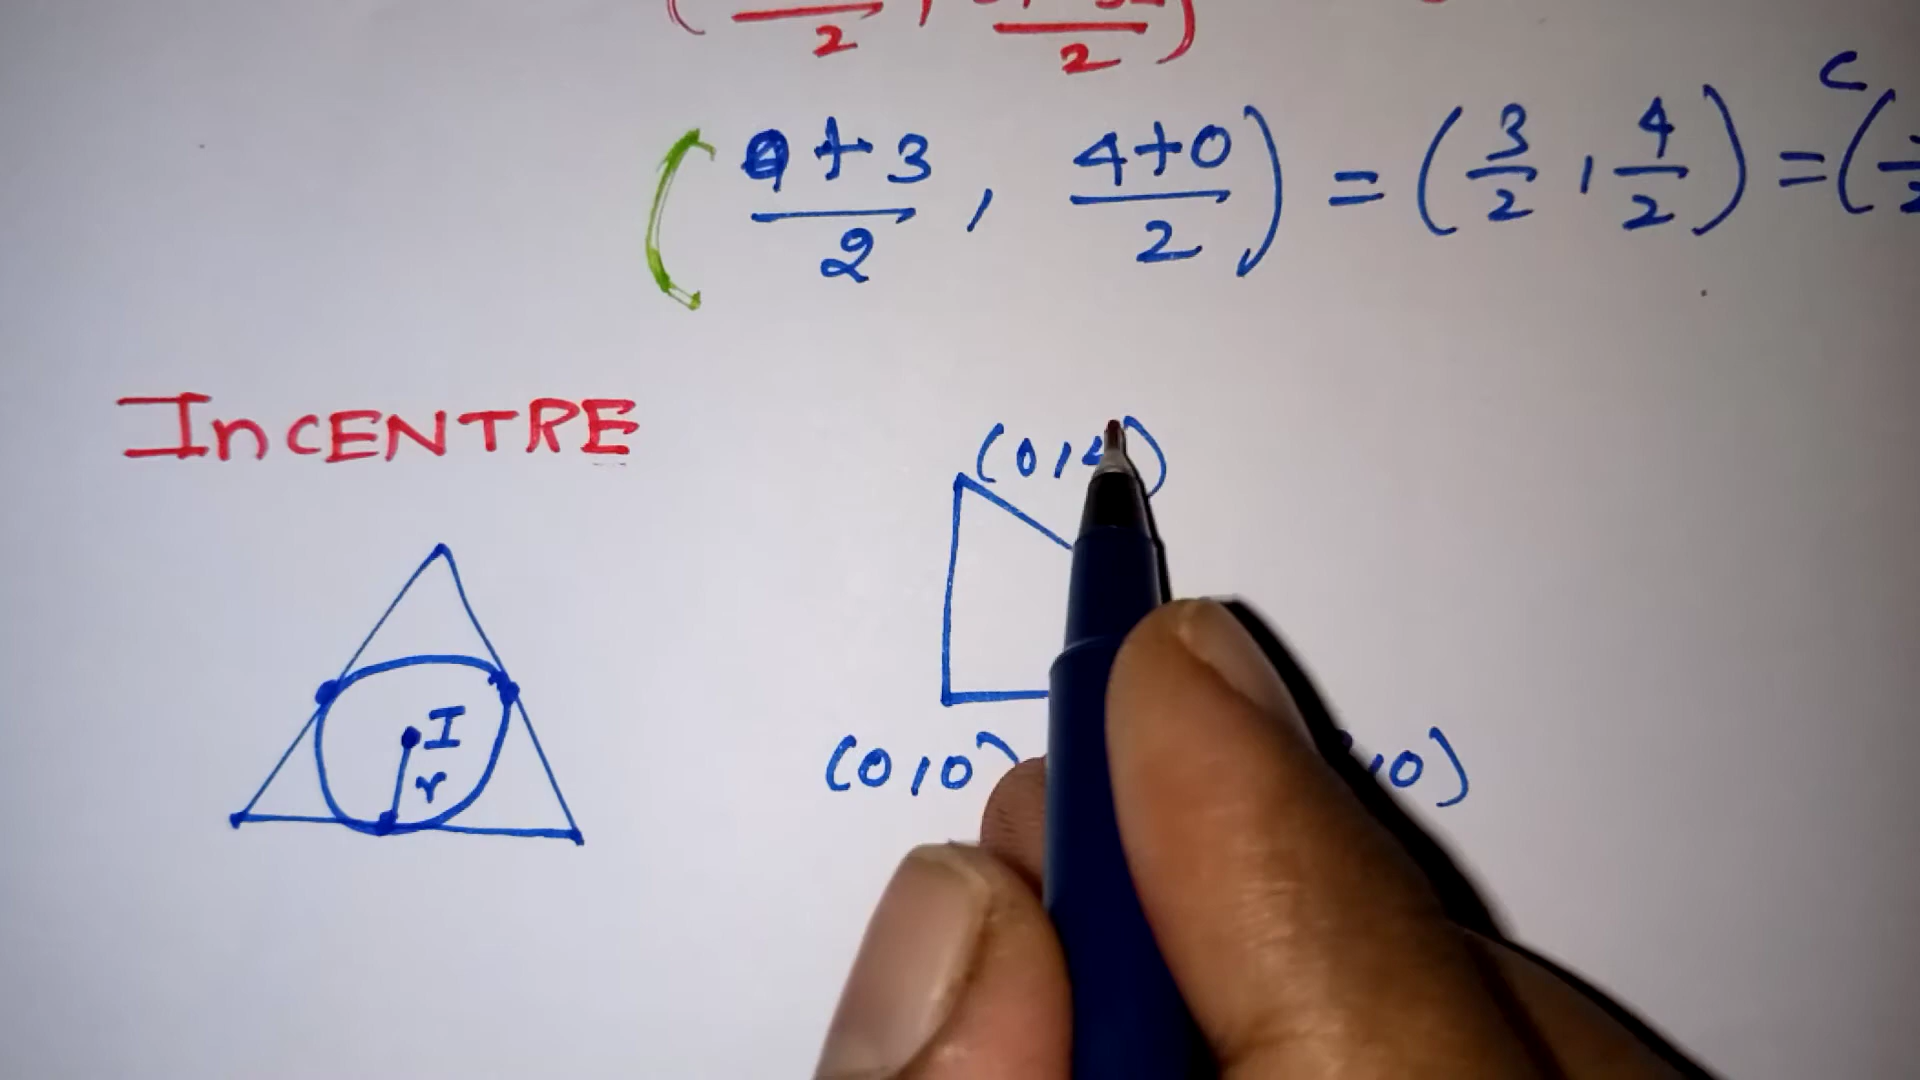 2 , 2 )
C
( 0+3/2 , 4+0/2 ) = ( 3/2 , 4/2 ) = (
InCENTRE
(0,4)
I
r
(0,0) ,0)